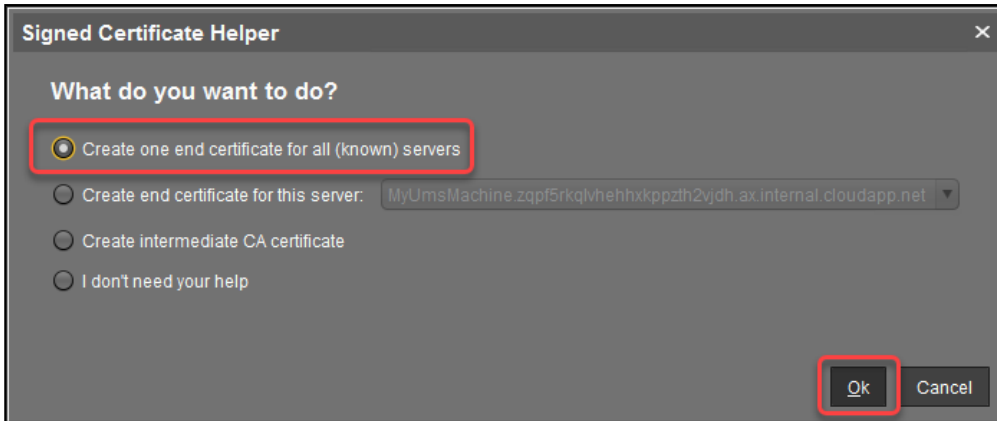 Signed Certificate Helper
What do you want to do?
Create one end certificate for all (known) servers
Create end certificate for this server: MyUmsMachine.zqpf5rkqlvhehhxkppzth2vjdh.ax.internal.cloudapp.net
Create intermediate CA certificate
I don't need your help
Ok Cancel